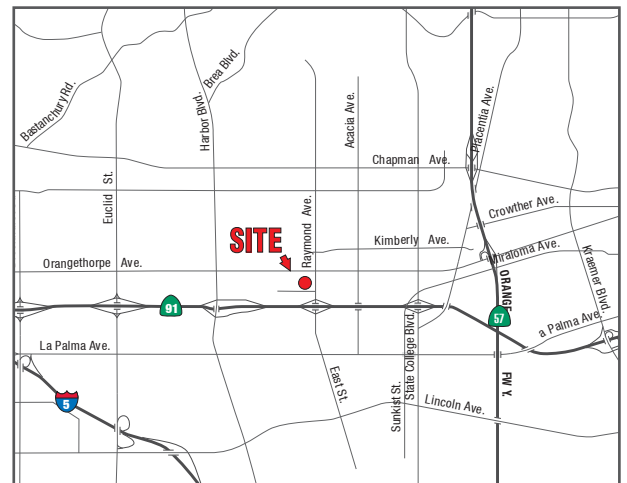 Bastanchury Rd.
Brea Blvd.
Harbor Blvd.
Euclid St.
Acacia Ave.
Placentia Ave.
Chapman Ave.
Raymond Ave.
SITE
Crowther Ave.
Kimberly Ave.
Orangethorpe Ave.
Miraloma Ave.
Kraemer Blvd.
ORANGE
91
57
a Palma Ave.
La Palma Ave.
State College Blvd.
Sunkist St.
East St.
FW Y.
Lincoln Ave.
5